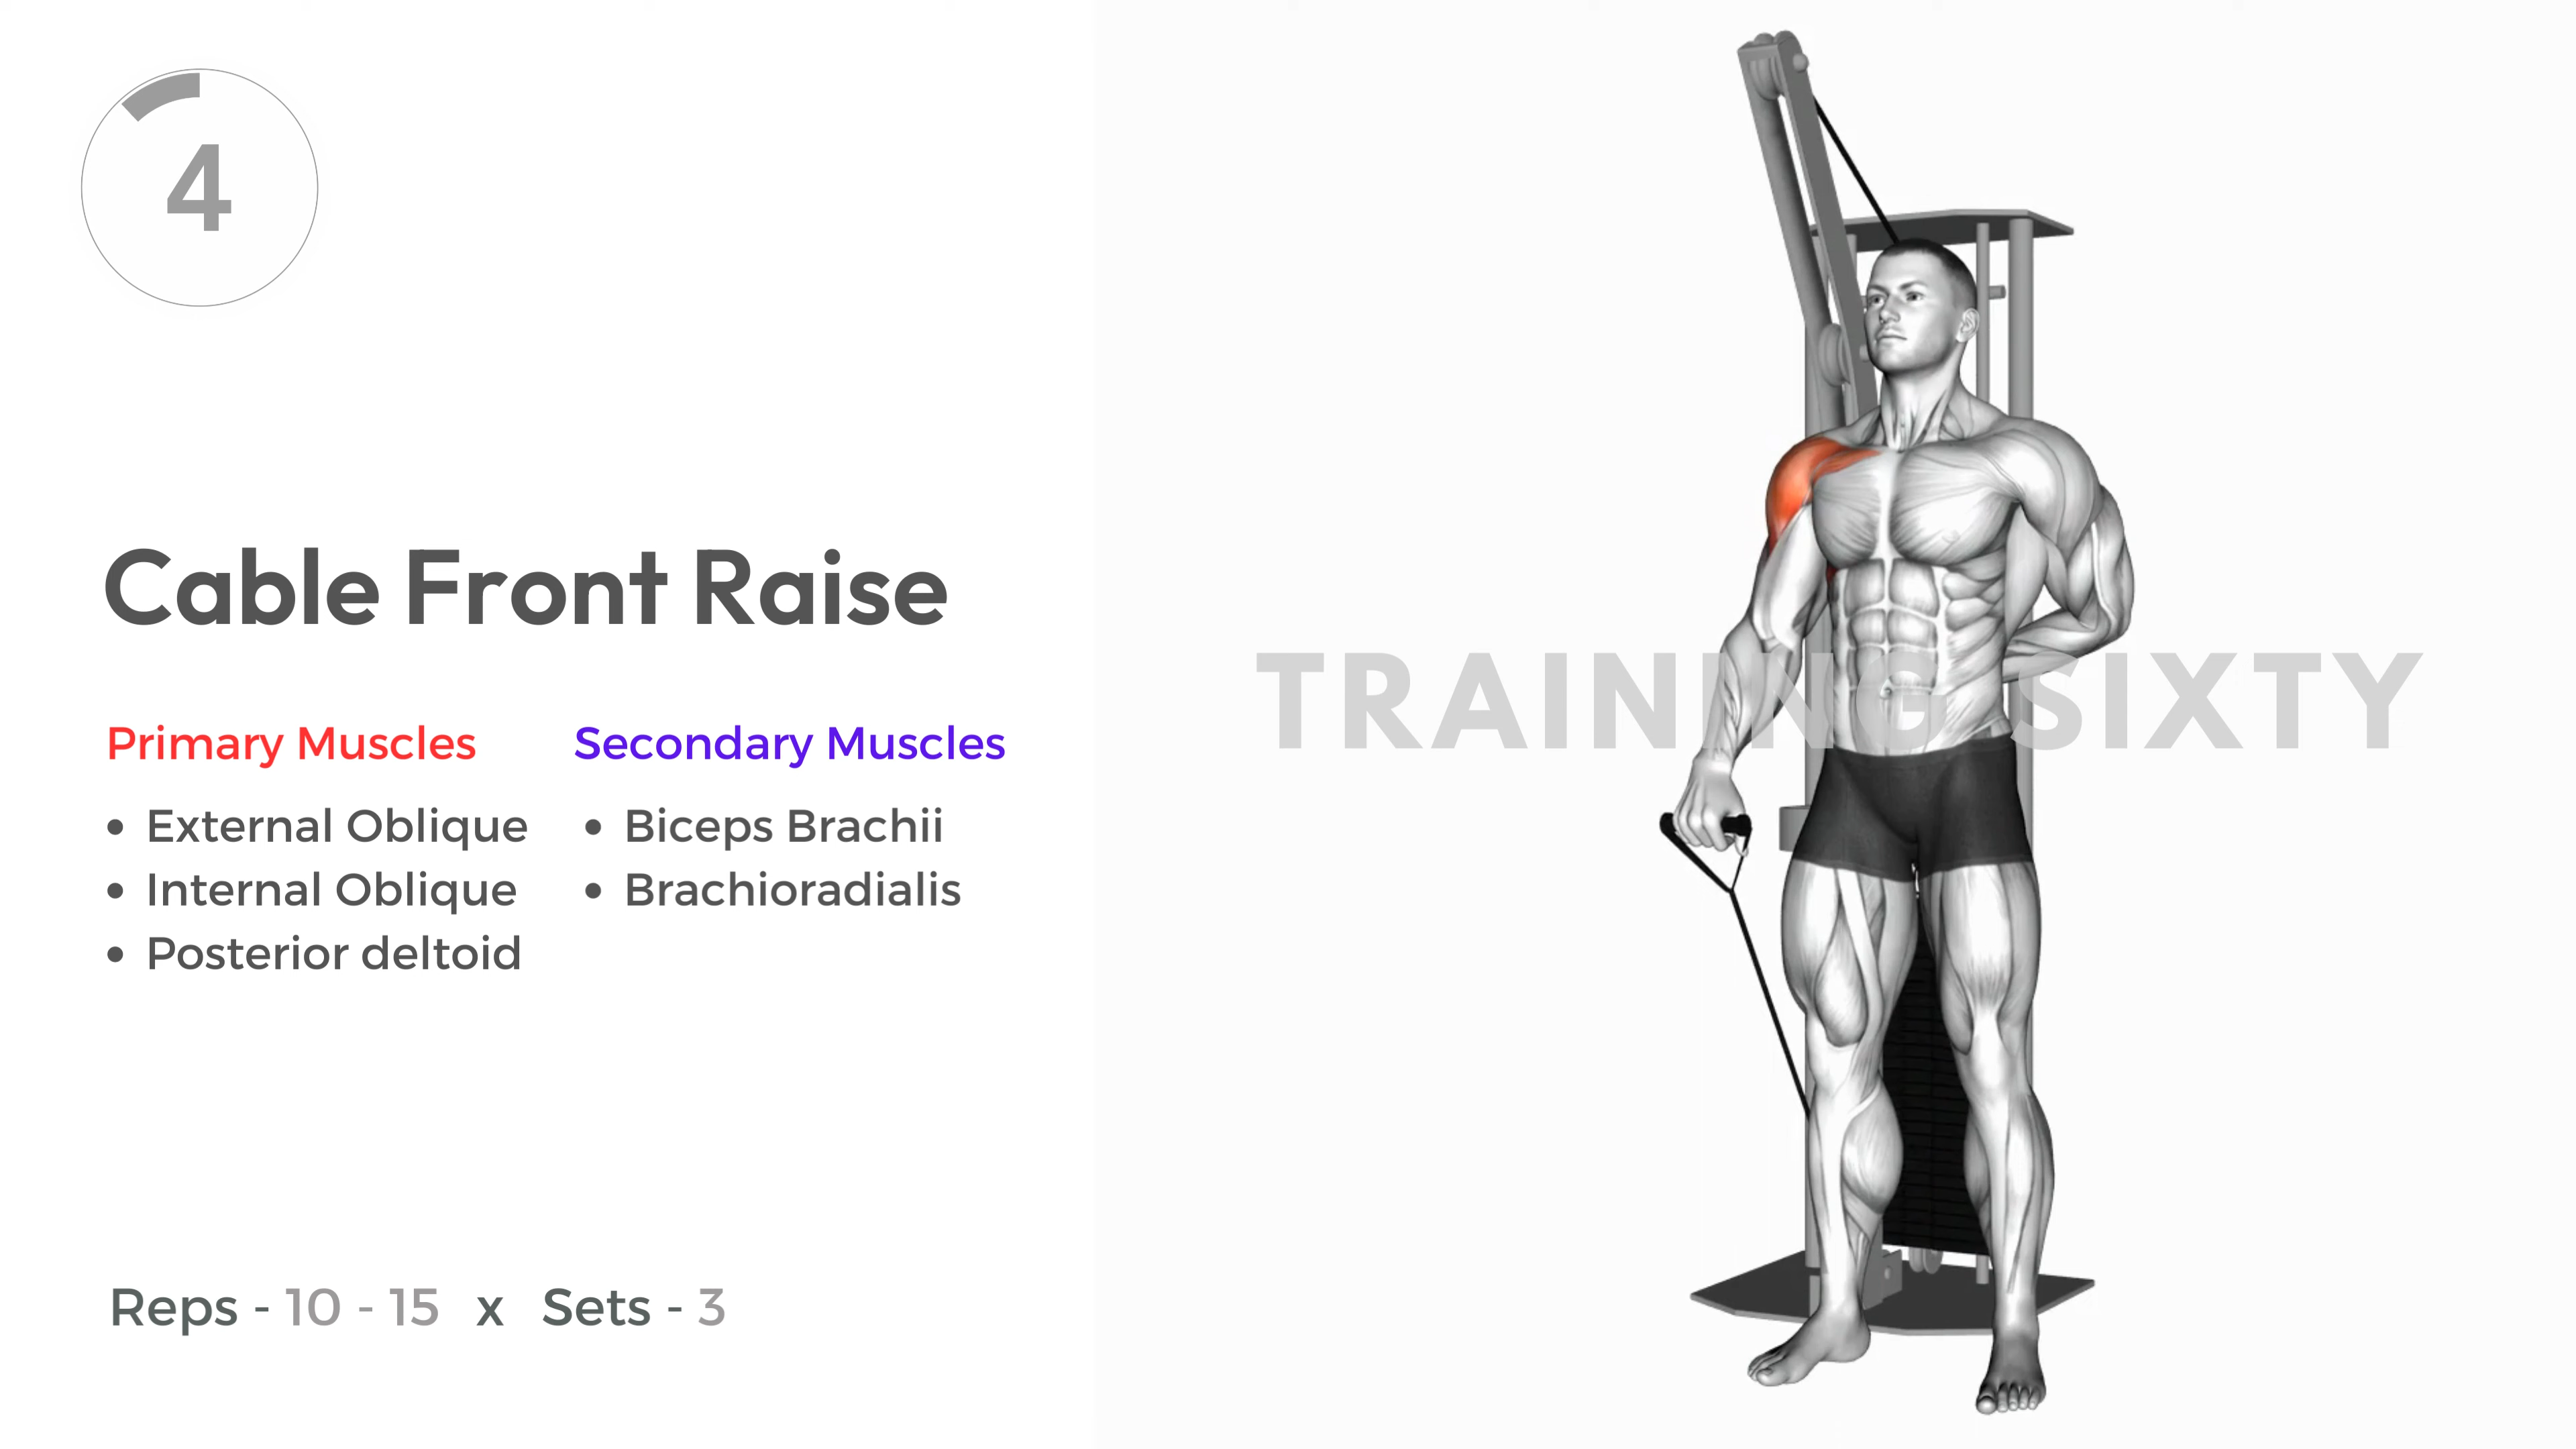 4
Cable Front Raise
Primary Muscles
External Oblique
Internal Oblique
Posterior deltoid
Secondary Muscles
Biceps Brachii
Brachioradialis
TRAINING SIXTY
Reps - 10 - 15 x Sets - 3